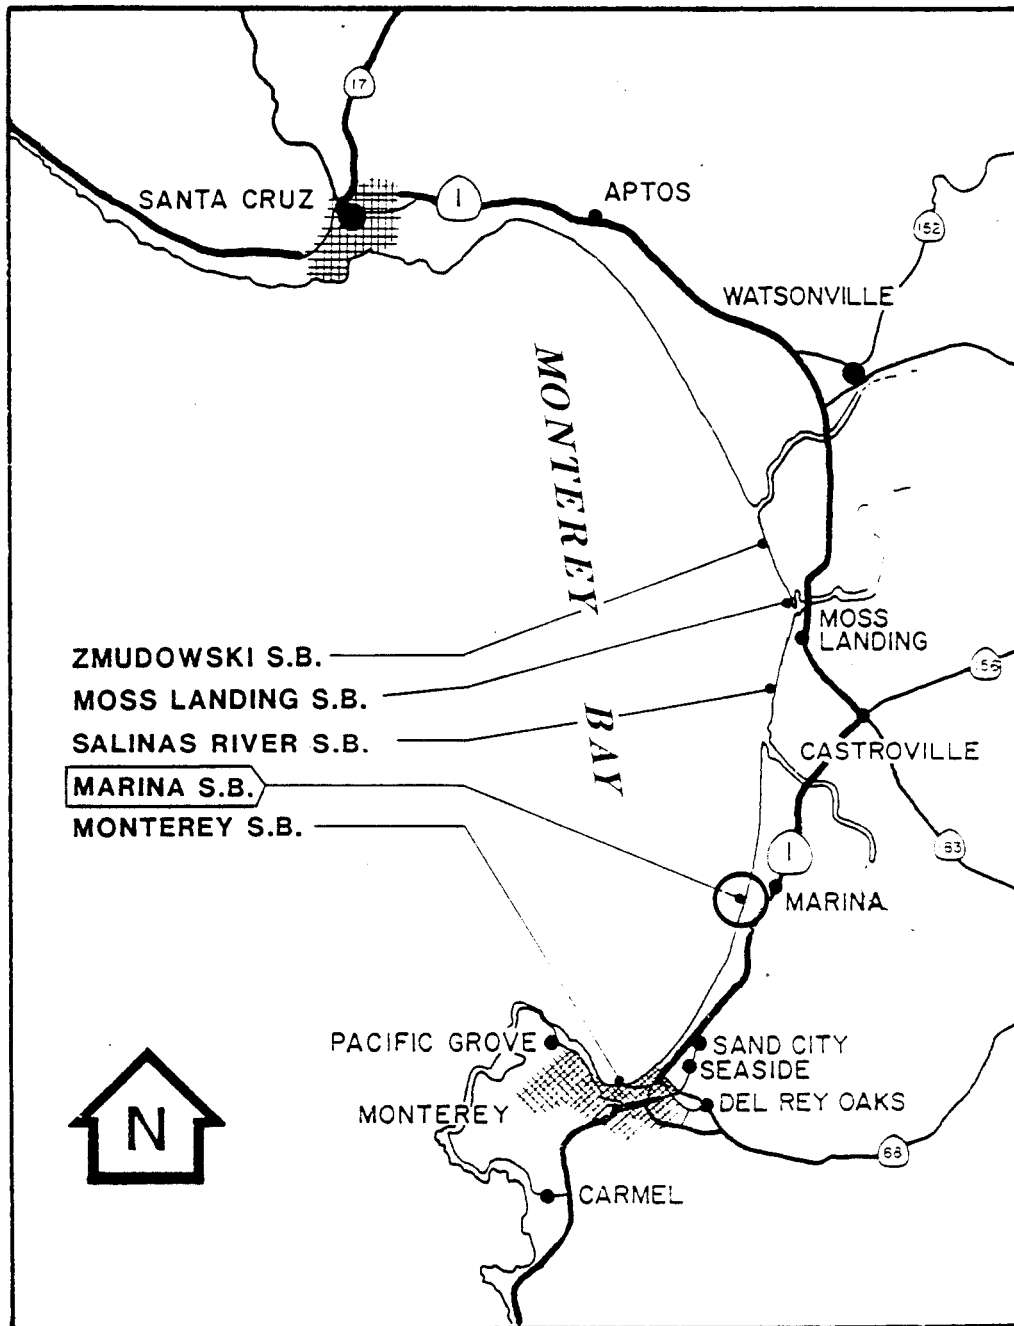 17
SANTA CRUZ
1
APTOS
152
WATSONVILLE
MONTEREY
BAY
MOSS
LANDING
ZMUDOWSKI S.B.
MOSS LANDING S.B.
SALINAS RIVER S.B.
MARINA S.B.
MONTEREY S.B.
156
CASTROVILLE
183
1
MARINA
PACIFIC GROVE
SAND CITY
SEASIDE
MONTEREY
DEL REY OAKS
68
N
CARMEL